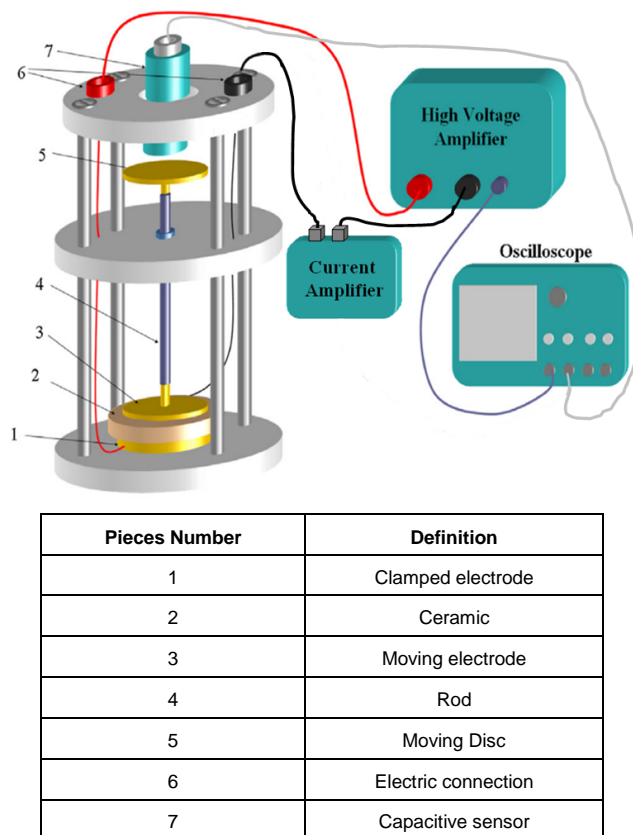 7
6
5
4
3
2
1
High Voltage
Amplifier
Current
Amplifier
Oscilloscope
Pieces Number Definition
1 Clamped electrode
2 Ceramic
3 Moving electrode
4 Rod
5 Moving Disc
6 Electric connection
7 Capacitive sensor